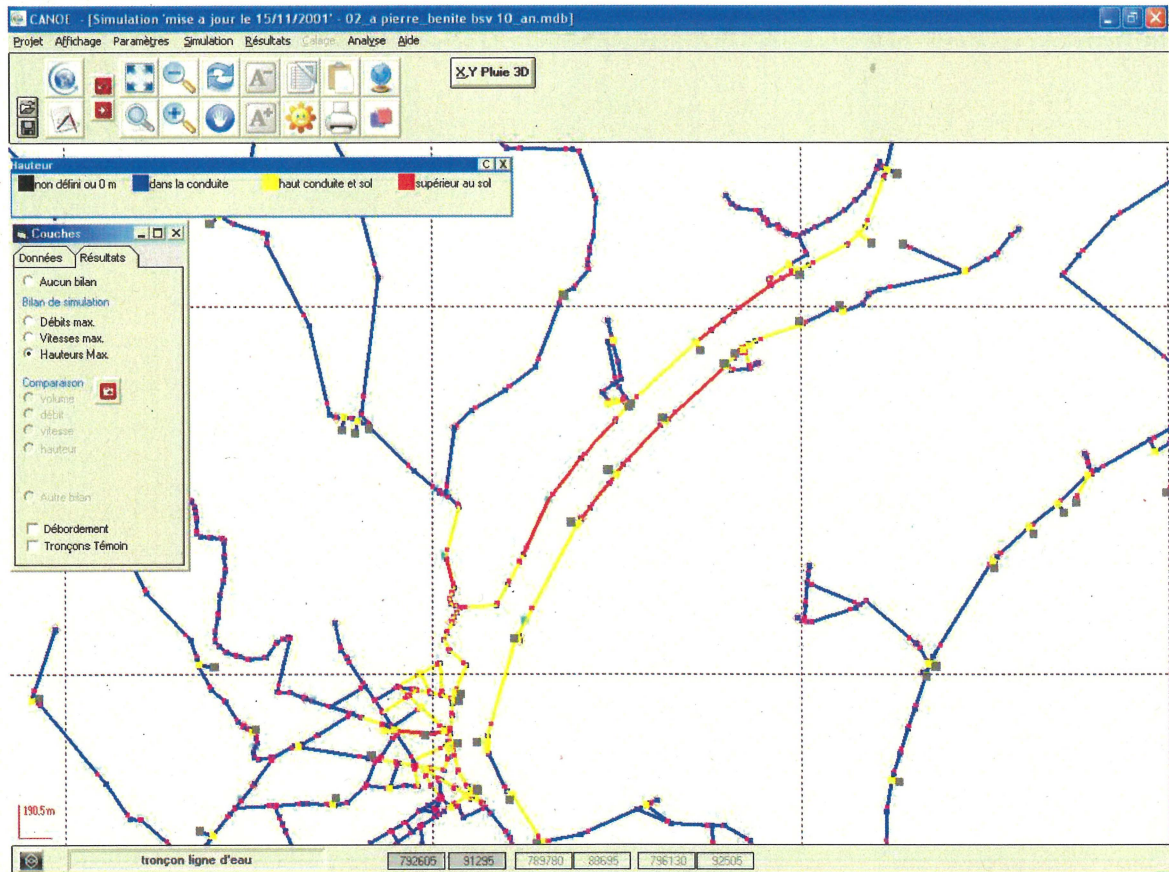 CANOE - [Simulation 'mise a jour le 15/11/2001' - 02_a pierre_benite bsv 10_an.mdb]
Projet Affichage Paramètres Simulation Résultats Calage Analyse Aide
X,Y Pluie 3D
Hauteur C X
non défini ou 0 m dans la conduite haut conduite et sol supérieur au sol
Couches
Données Résultats
Aucun bilan
Bilan de simulation
Débits max.
Vitesses max.
Hauteurs Max.
Comparaison
volume
débit
vitesse
hauteur
Autre bilan
Débordement
Tronçons Témoin
190,5 m
tronçon ligne d'eau 792605 91295 789780 88695 796130 92505